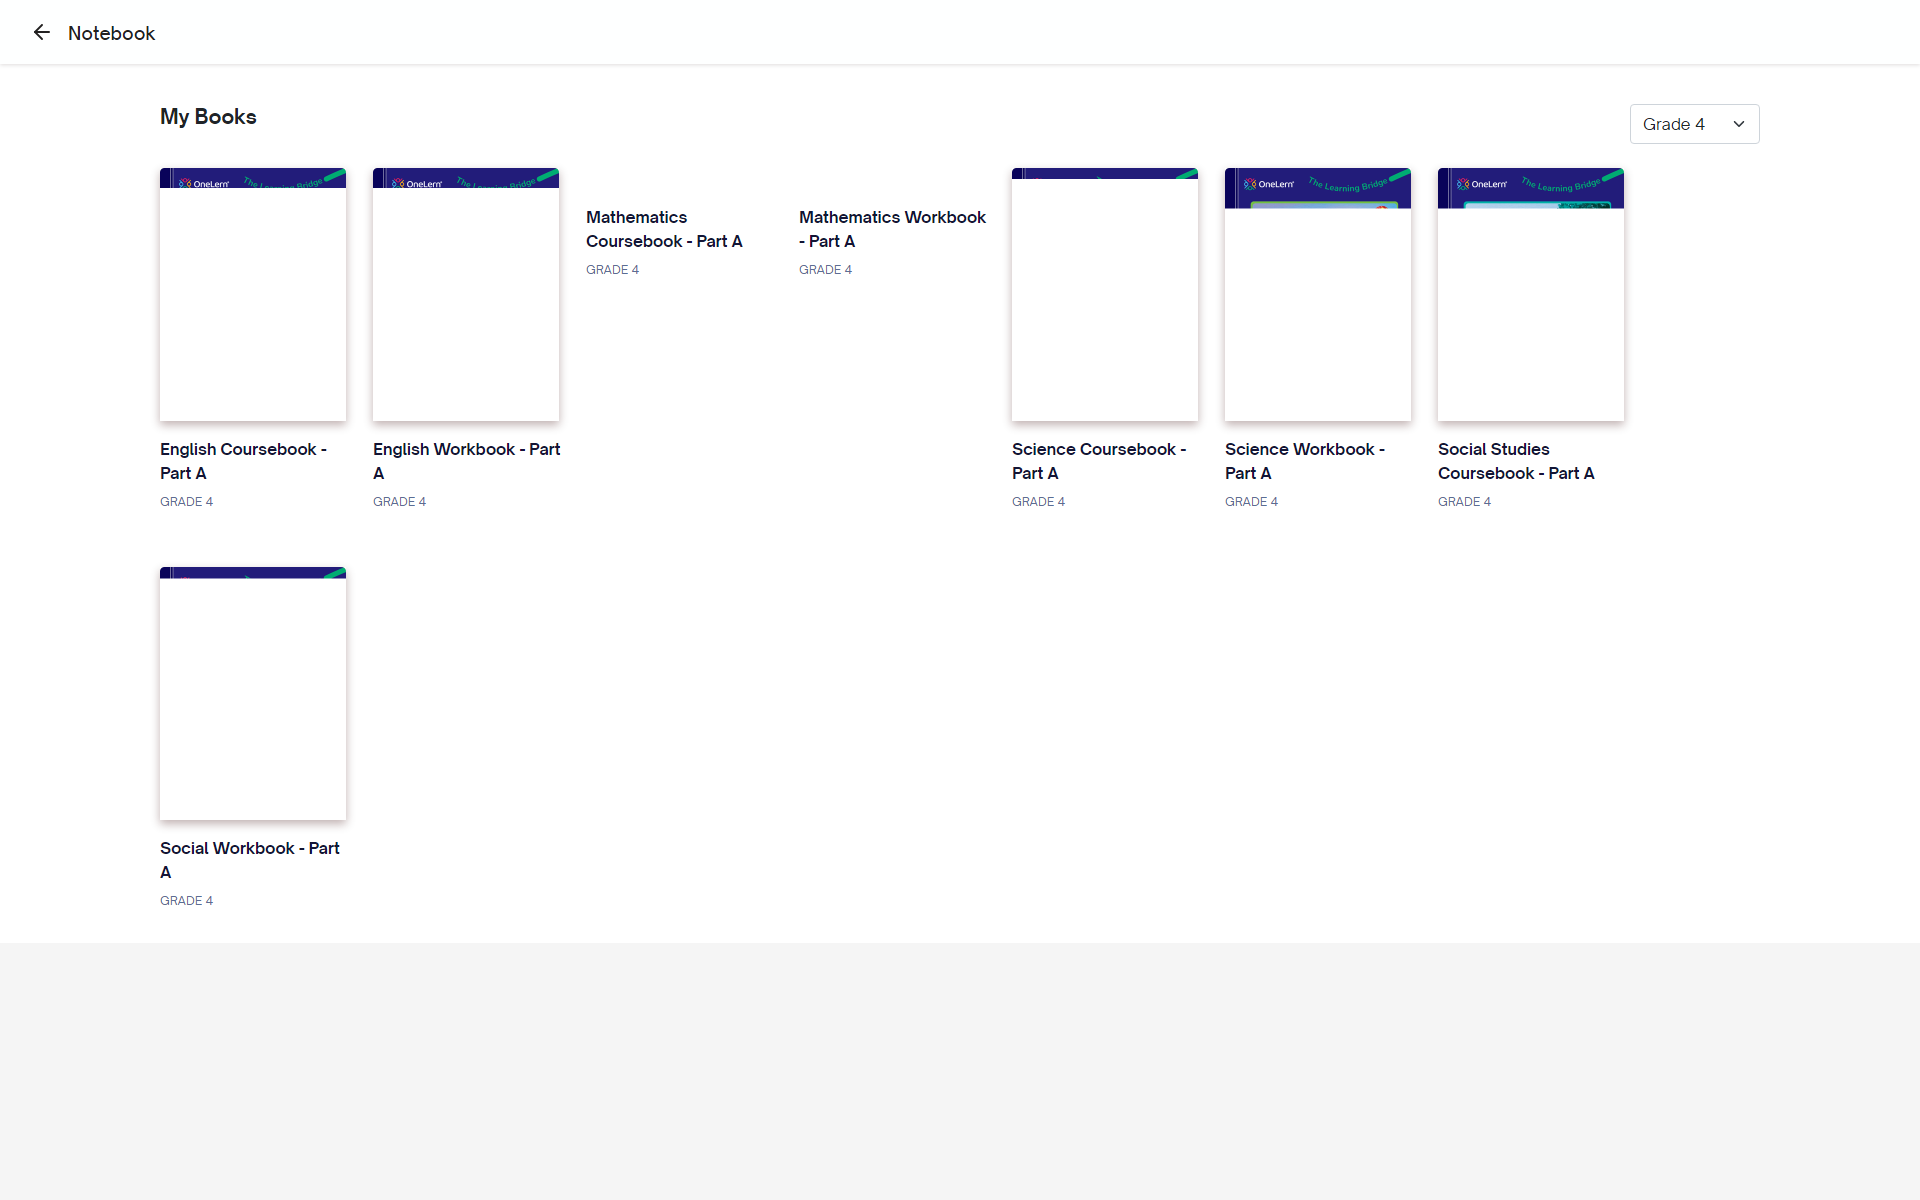 Notebook
My Books
Grade 4
OneLern
The Learning Bridge
English Coursebook -
Part A
GRADE 4
OneLern
The Learning Bridge
English Workbook - Part
A
GRADE 4
Mathematics
Coursebook - Part A
GRADE 4
Mathematics Workbook
- Part A
GRADE 4
Science Coursebook -
Part A
GRADE 4
OneLern
The Learning Bridge
Science Workbook -
Part A
GRADE 4
OneLern
The Learning Bridge
Social Studies
Coursebook - Part A
GRADE 4
Social Workbook - Part
A
GRADE 4